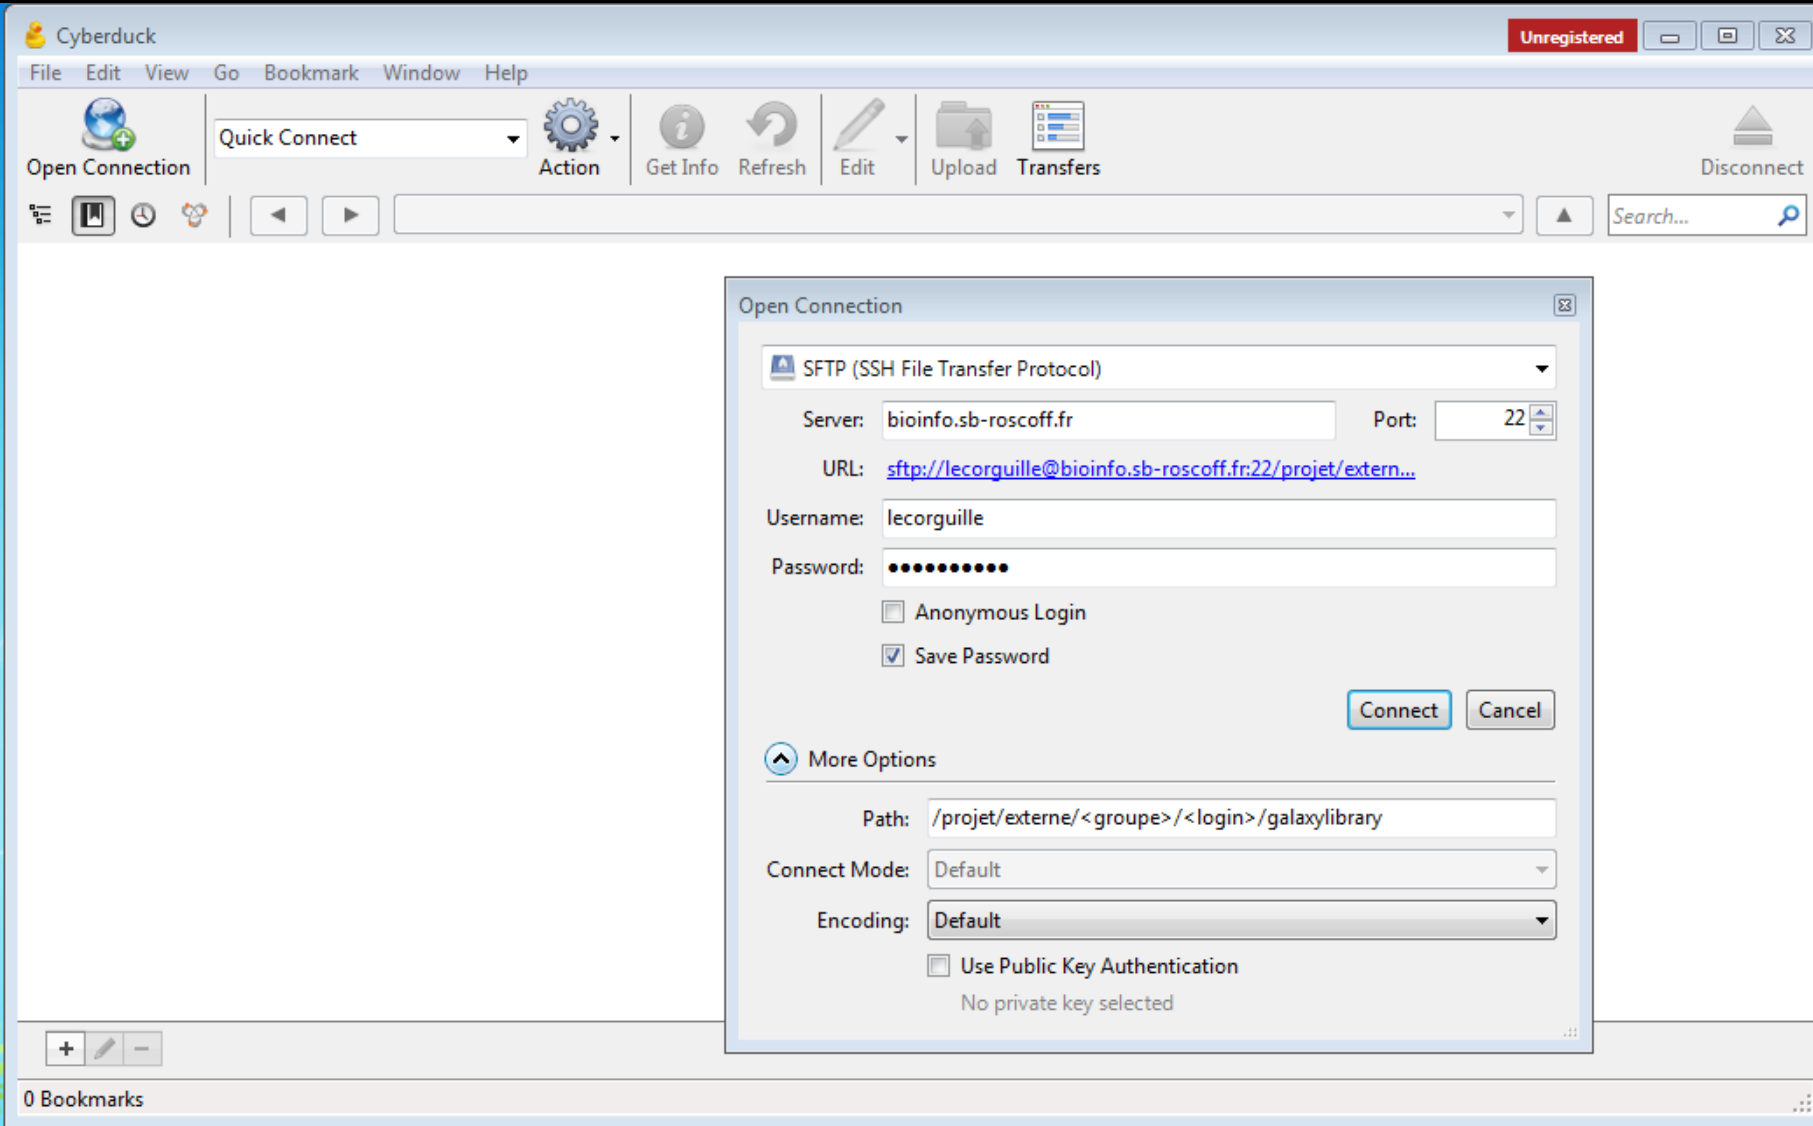 Cyberduck
Unregistered
File Edit View Go Bookmark Window Help
Quick Connect
Open Connection
Action
Get Info
Refresh
Edit
Upload
Transfers
Disconnect
Search...
Open Connection
SFTP (SSH File Transfer Protocol)
Server: bioinfo.sb-roscoff.fr Port: 22
URL: sftp://lecorguille@bioinfo.sb-roscoff.fr:22/projet/extern...
Username: lecorguille
Password: ••••••••••
Anonymous Login
Save Password
Connect Cancel
More Options
Path: /projet/externe/<groupe>/<login>/galaxylibrary
Connect Mode: Default
Encoding: Default
Use Public Key Authentication
No private key selected
0 Bookmarks